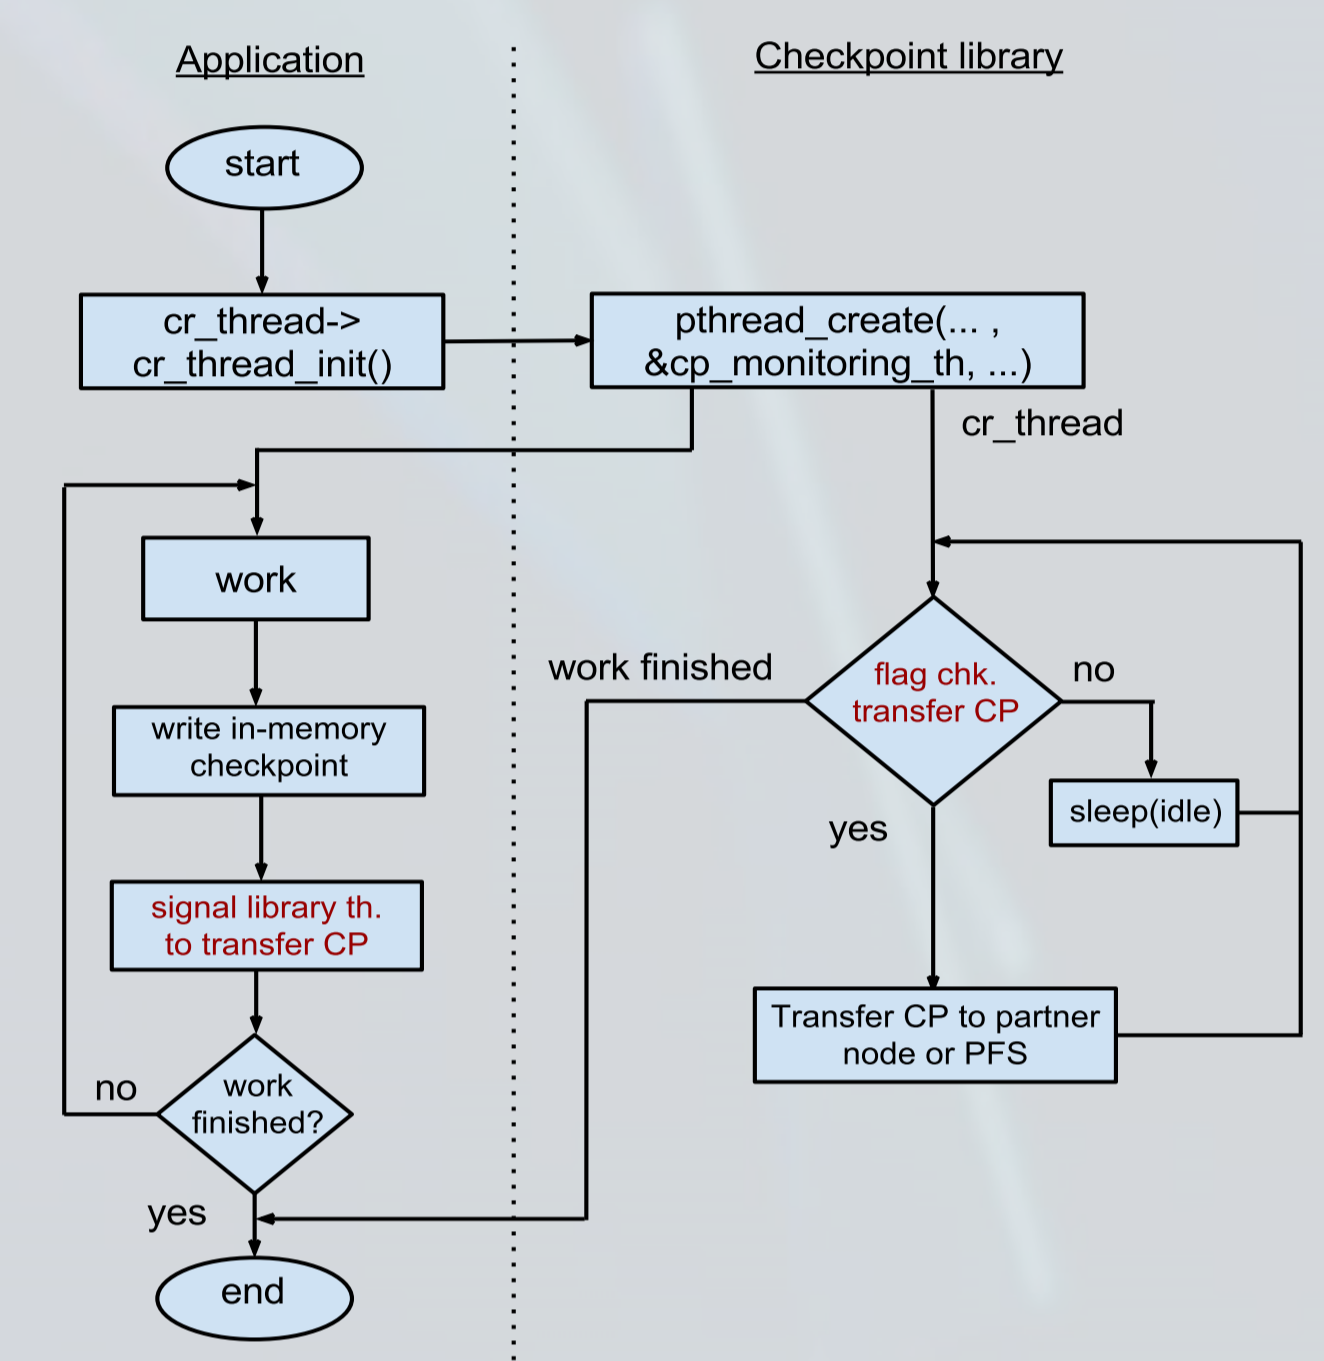 Application
Checkpoint library
start
cr_thread->
cr_thread_init()
pthread_create(... ,
&cp_monitoring_th, ...)
cr_thread
work
write in-memory
checkpoint
signal library th.
to transfer CP
work
finished?
no
yes
end
work finished
flag chk.
transfer CP
no
sleep(idle)
yes
Transfer CP to partner
node or PFS